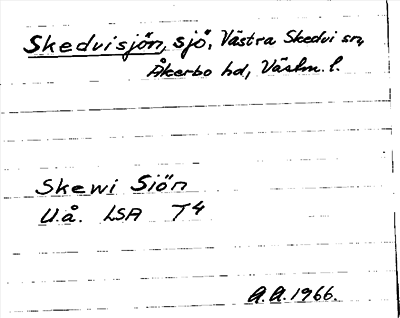 Skedvisjön, sjö, Västra Skedvi sn,
Åkerbo hd, Västm. l.
Skewi Siön
U.å. LSA T4
A.A. 1966.